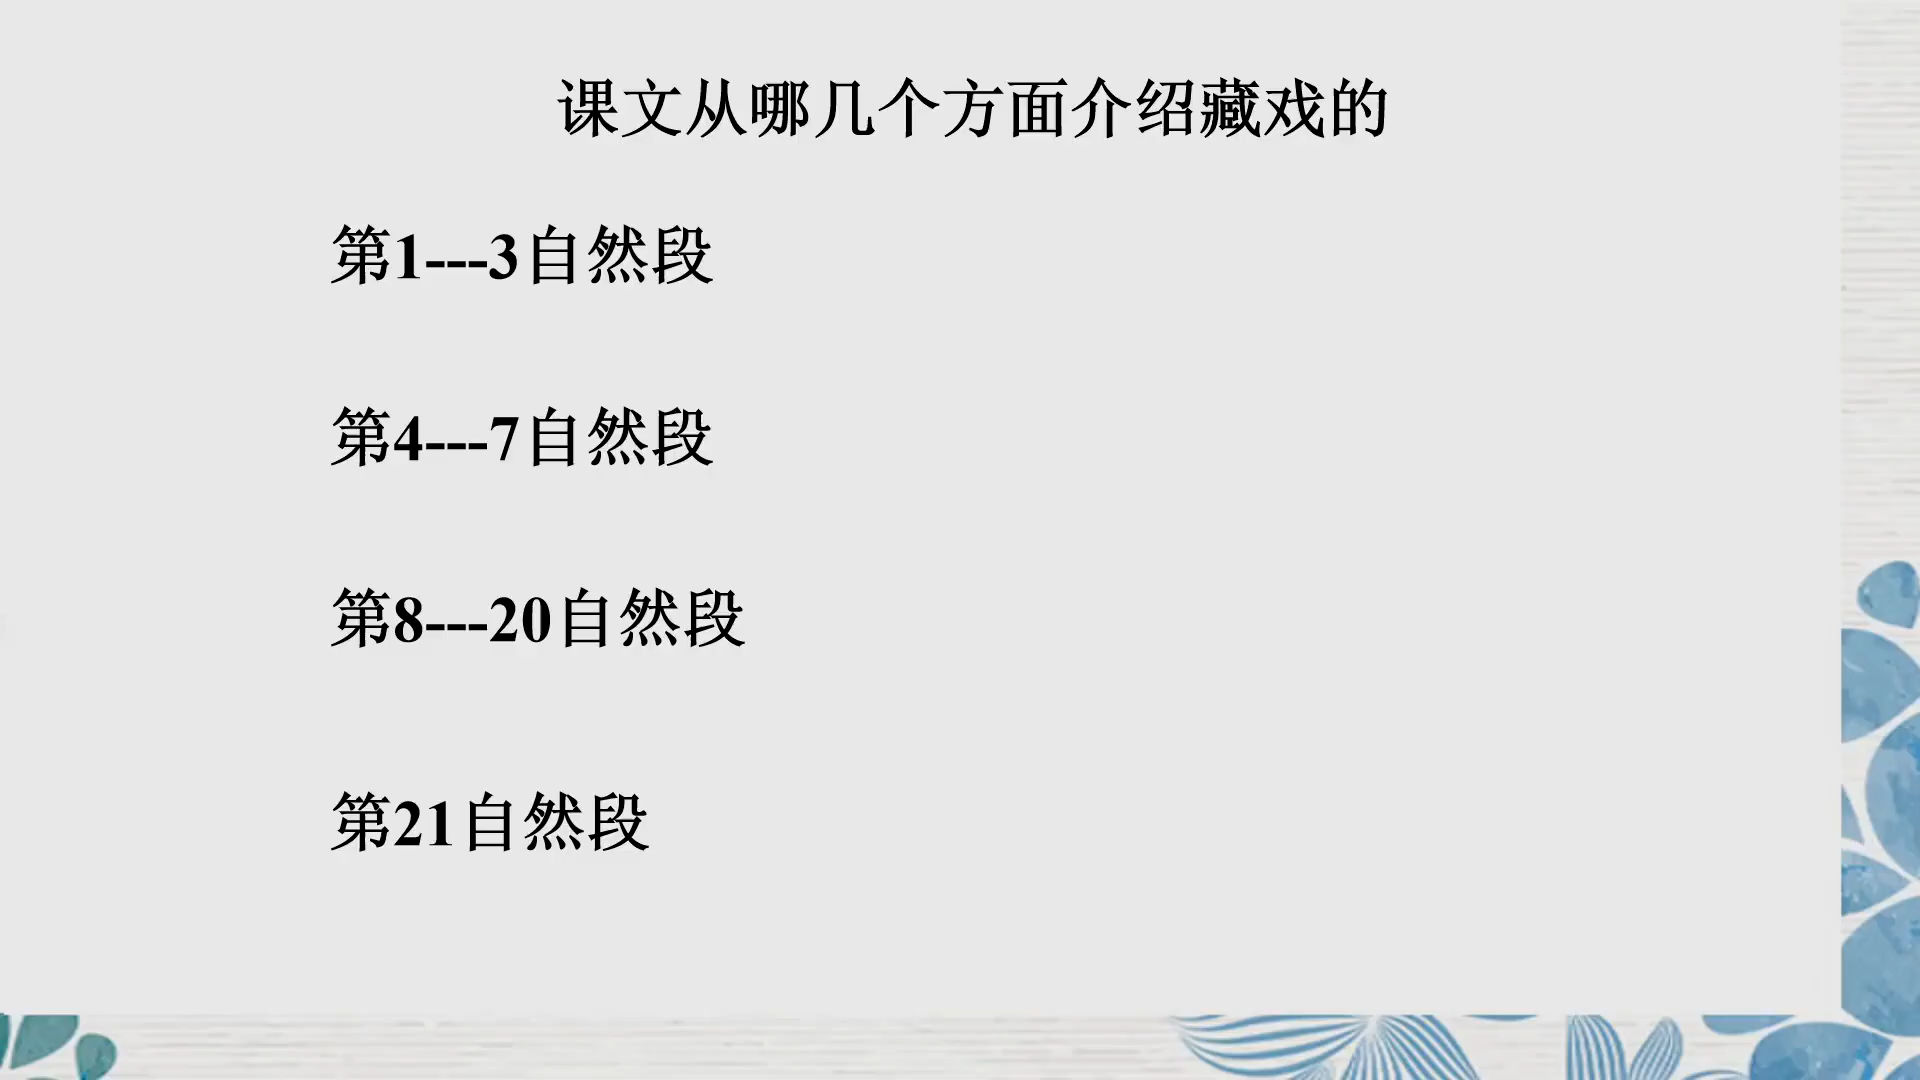 课文从哪几个方面介绍藏戏的
第1---3自然段
第4---7自然段
第8---20自然段
第21自然段